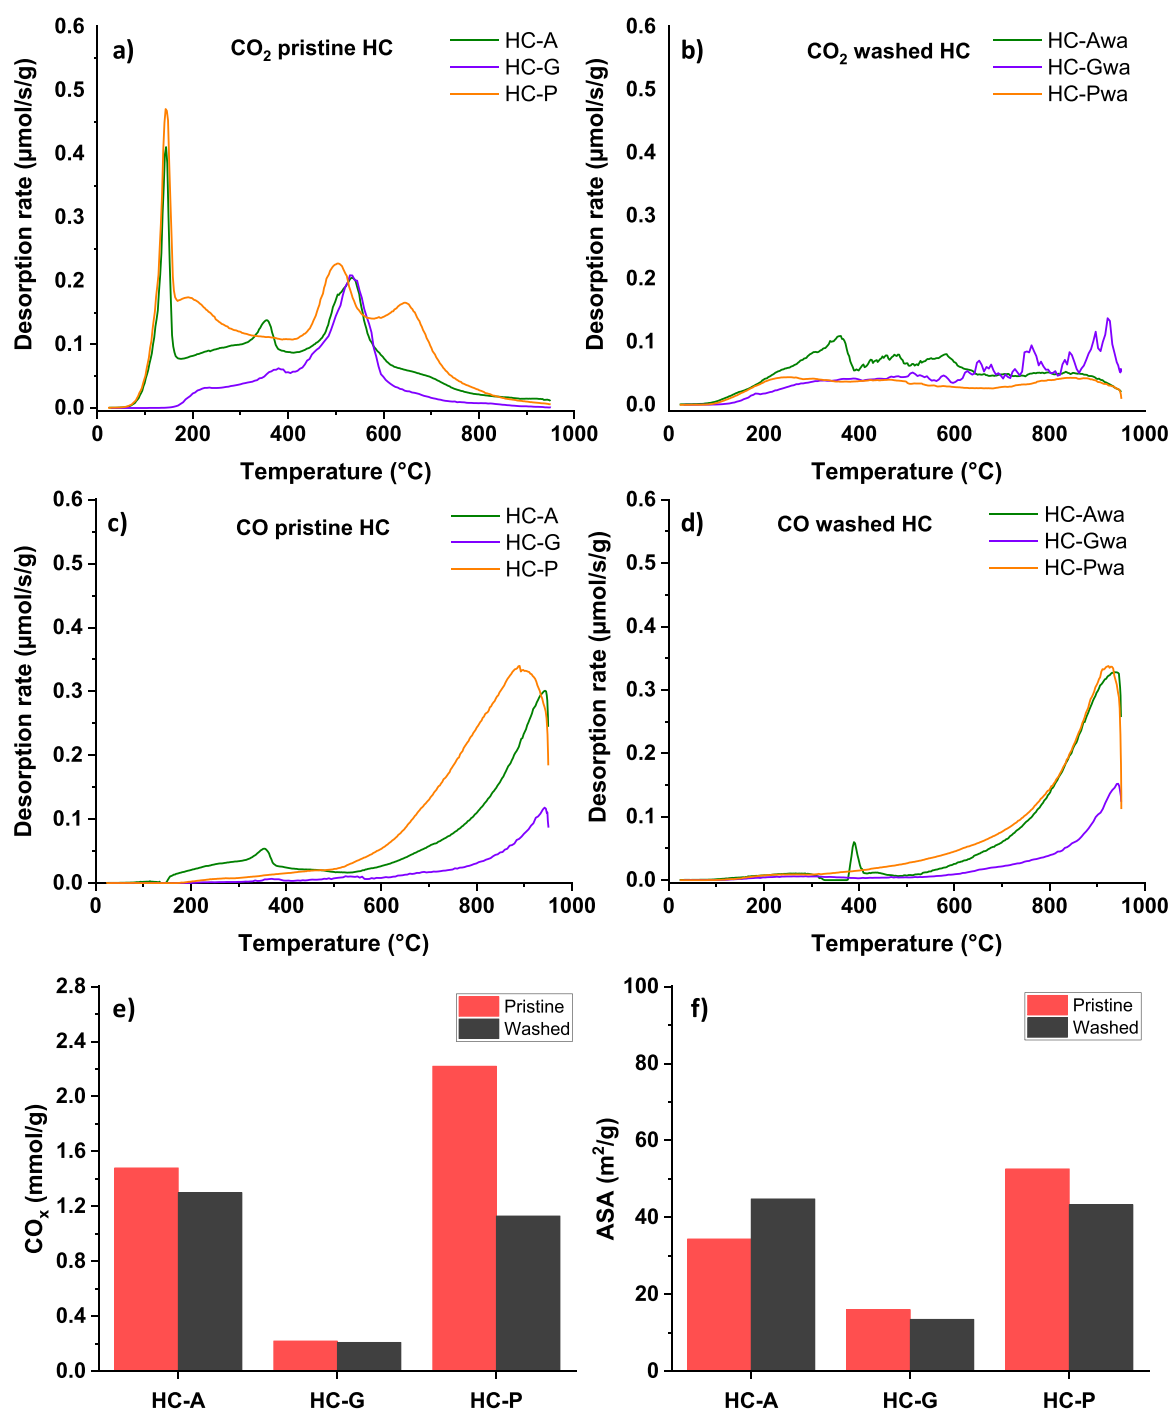 a)
CO₂ pristine HC
HC-A
HC-G
HC-P
0.6
0.5
0.4
0.3
0.2
0.1
0.0
Desorption rate (µmol/s/g)
0 200 400 600 800 1000
Temperature (°C)
b)
CO₂ washed HC
HC-Awa
HC-Gwa
HC-Pwa
0.6
0.5
0.4
0.3
0.2
0.1
0.0
Desorption rate (µmol/s/g)
0 200 400 600 800 1000
Temperature (°C)
c)
CO pristine HC
HC-A
HC-G
HC-P
0.6
0.5
0.4
0.3
0.2
0.1
0.0
Desorption rate (µmol/s/g)
0 200 400 600 800 1000
Temperature (°C)
d)
CO washed HC
HC-Awa
HC-Gwa
HC-Pwa
0.6
0.5
0.4
0.3
0.2
0.1
0.0
Desorption rate (µmol/s/g)
0 200 400 600 800 1000
Temperature (°C)
e)
Pristine
Washed
2.8
2.4
2.0
1.6
1.2
0.8
0.4
0.0
COₓ (mmol/g)
HC-A HC-G HC-P
f)
Pristine
Washed
100
80
60
40
20
0
ASA (m²/g)
HC-A HC-G HC-P